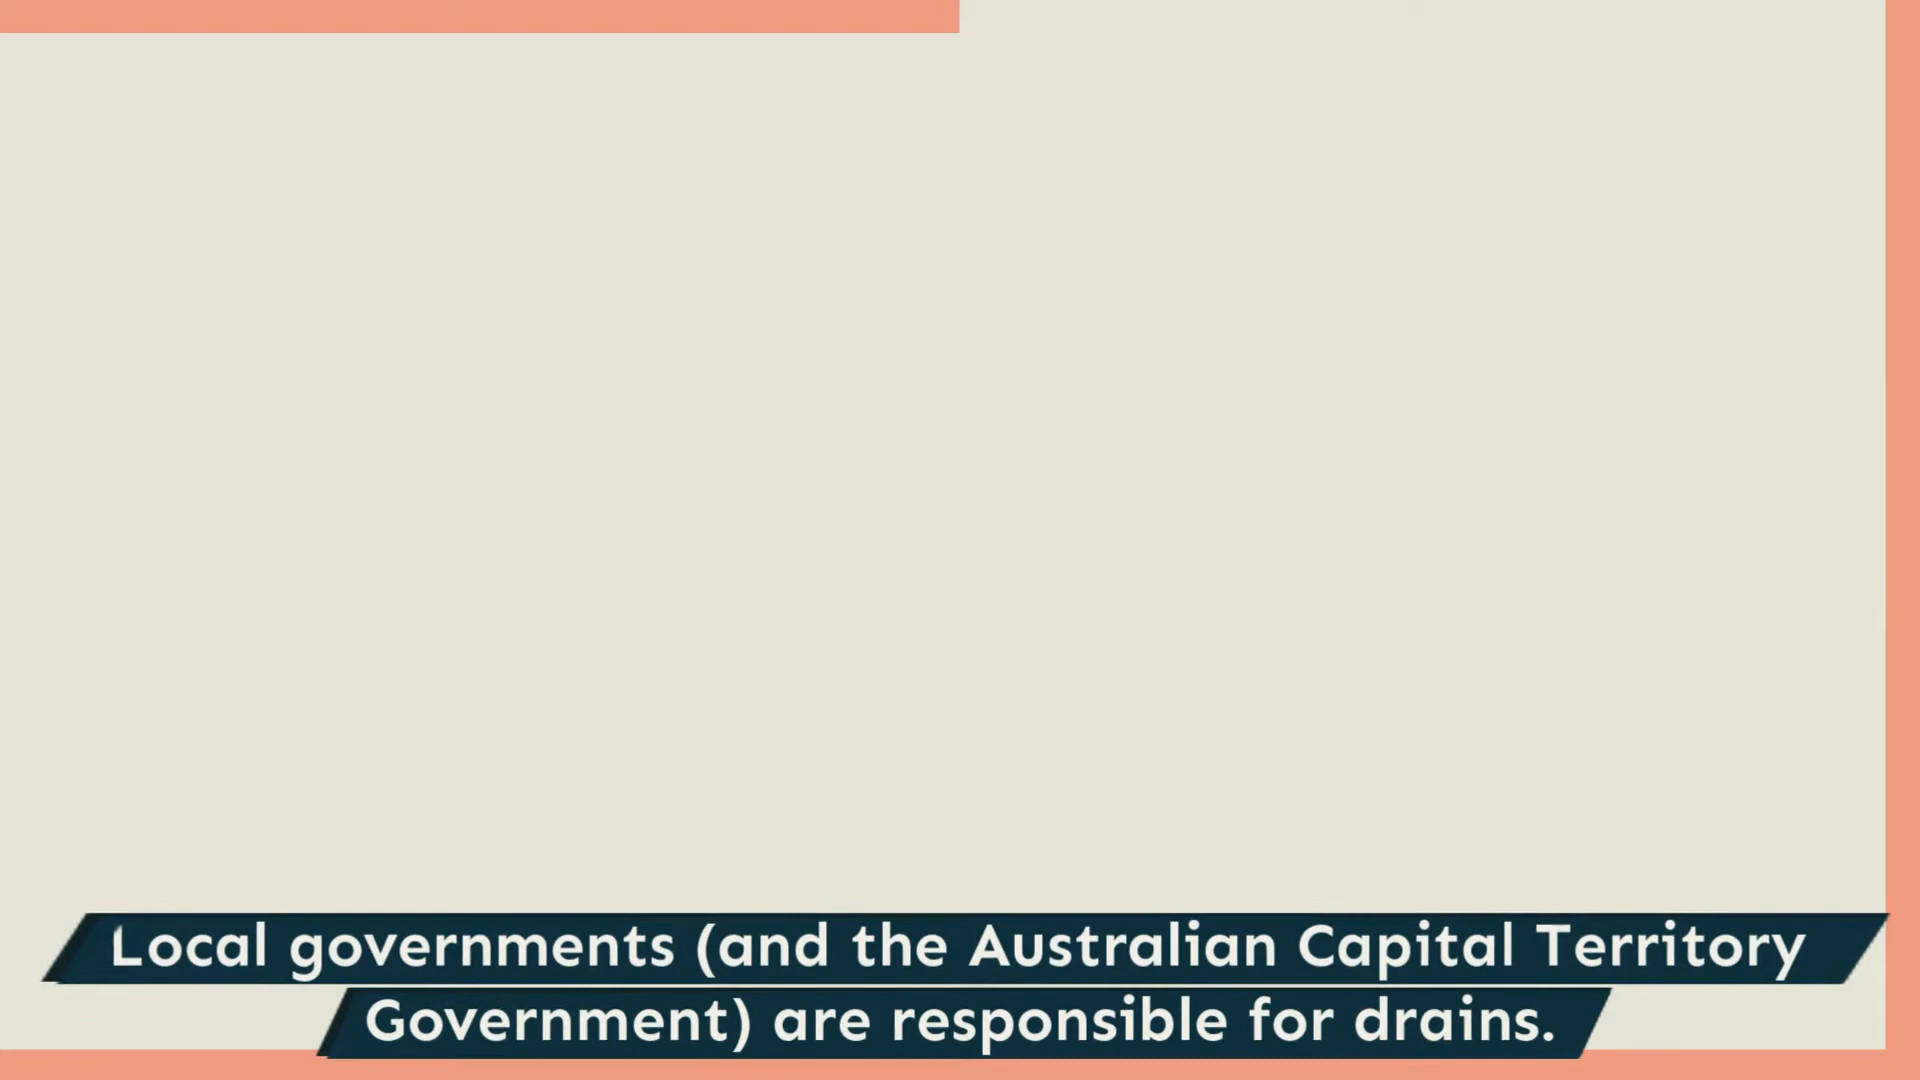 Local governments (and the Australian Capital Territory
Government) are responsible for drains.